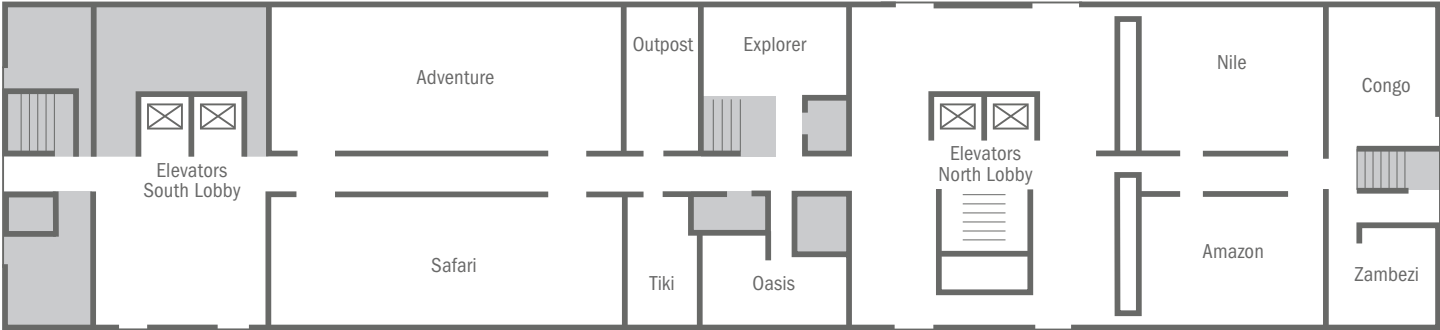 Outpost
Explorer
Nile
Adventure
Congo
Elevators
South Lobby
Elevators
North Lobby
Amazon
Safari
Zambezi
Tiki
Oasis